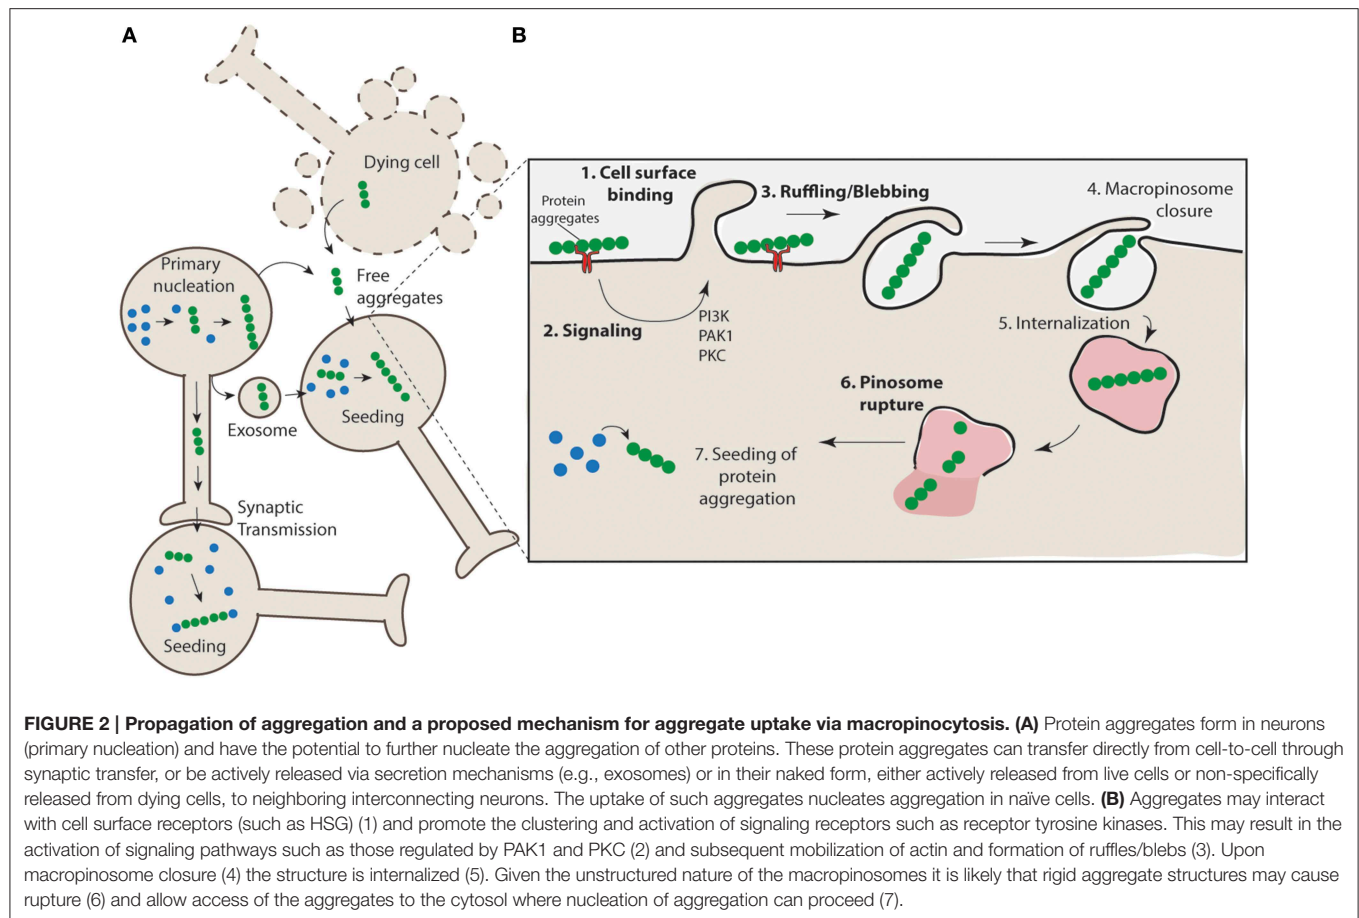 A
B
Dying cell
Primary
nucleation
Free
aggregates
Exosome
Seeding
Synaptic
Transmission
Seeding
1. Cell surface
binding
Protein
aggregates
3. Ruffling/Blebbing
4. Macropinosome
closure
2. Signaling
PI3K
PAK1
PKC
5. Internalization
6. Pinosome
rupture
7. Seeding of
protein
aggregation
FIGURE 2 | Propagation of aggregation and a proposed mechanism for aggregate uptake via macropinocytosis. (A) Protein aggregates form in neurons
(primary nucleation) and have the potential to further nucleate the aggregation of other proteins. These protein aggregates can transfer directly from cell-to-cell through
synaptic transfer, or be actively released via secretion mechanisms (e.g., exosomes) or in their naked form, either actively released from live cells or non-specifically
released from dying cells, to neighboring interconnecting neurons. The uptake of such aggregates nucleates aggregation in naïve cells. (B) Aggregates may interact
with cell surface receptors (such as HSG) (1) and promote the clustering and activation of signaling receptors such as receptor tyrosine kinases. This may result in the
activation of signaling pathways such as those regulated by PAK1 and PKC (2) and subsequent mobilization of actin and formation of ruffles/blebs (3). Upon
macropinosome closure (4) the structure is internalized (5). Given the unstructured nature of the macropinosomes it is likely that rigid aggregate structures may cause
rupture (6) and allow access of the aggregates to the cytosol where nucleation of aggregation can proceed (7).